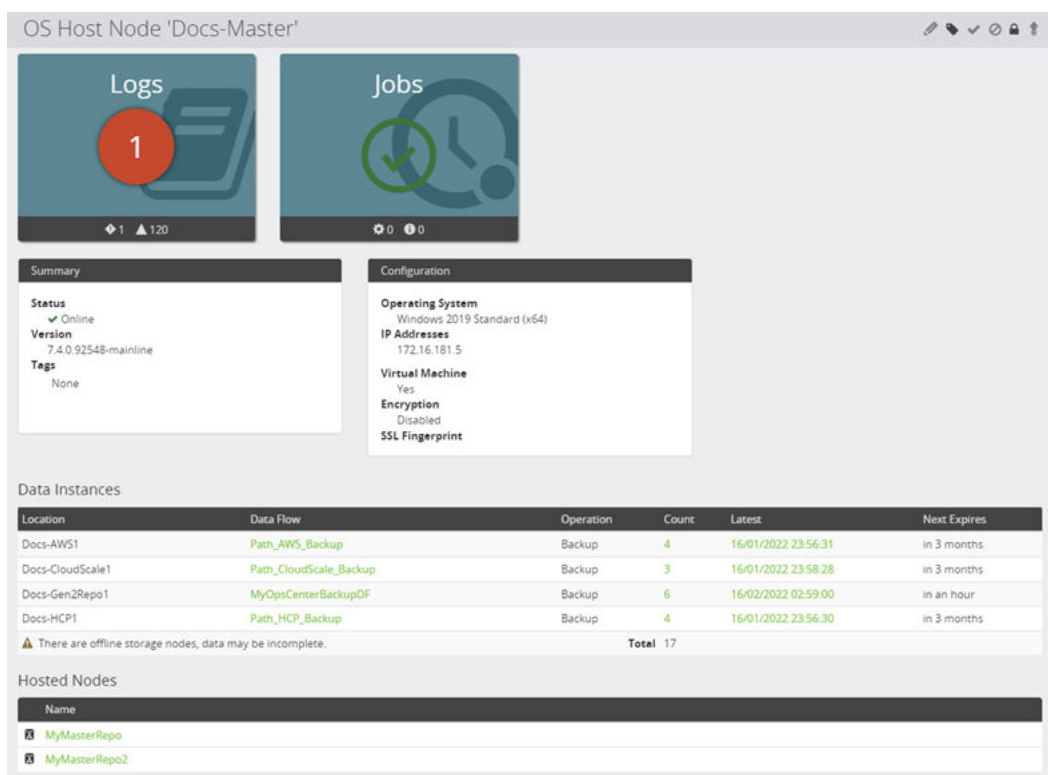 OS Host Node 'Docs-Master'
Logs
1
1 120
Jobs
0 0
Summary
Status
Online
Version
7.4.0.92548-mainline
Tags
None
Configuration
Operating System
Windows 2019 Standard (x64)
IP Addresses
172.16.181.5
Virtual Machine
Yes
Encryption
Disabled
SSL Fingerprint
Data Instances
Location Data Flow Operation Count Latest Next Expires
Docs-AWS1 Path_AWS_Backup Backup 4 16/01/2022 23:56:31 in 3 months
Docs-CloudScale1 Path_CloudScale_Backup Backup 3 16/01/2022 23:58:28 in 3 months
Docs-Gen2Repo1 MyOpsCenterBackupDF Backup 6 16/02/2022 02:59:00 in an hour
Docs-HCP1 Path_HCP_Backup Backup 4 16/01/2022 23:56:30 in 3 months
There are offline storage nodes, data may be incomplete. Total 17
Hosted Nodes
Name
MyMasterRepo
MyMasterRepo2